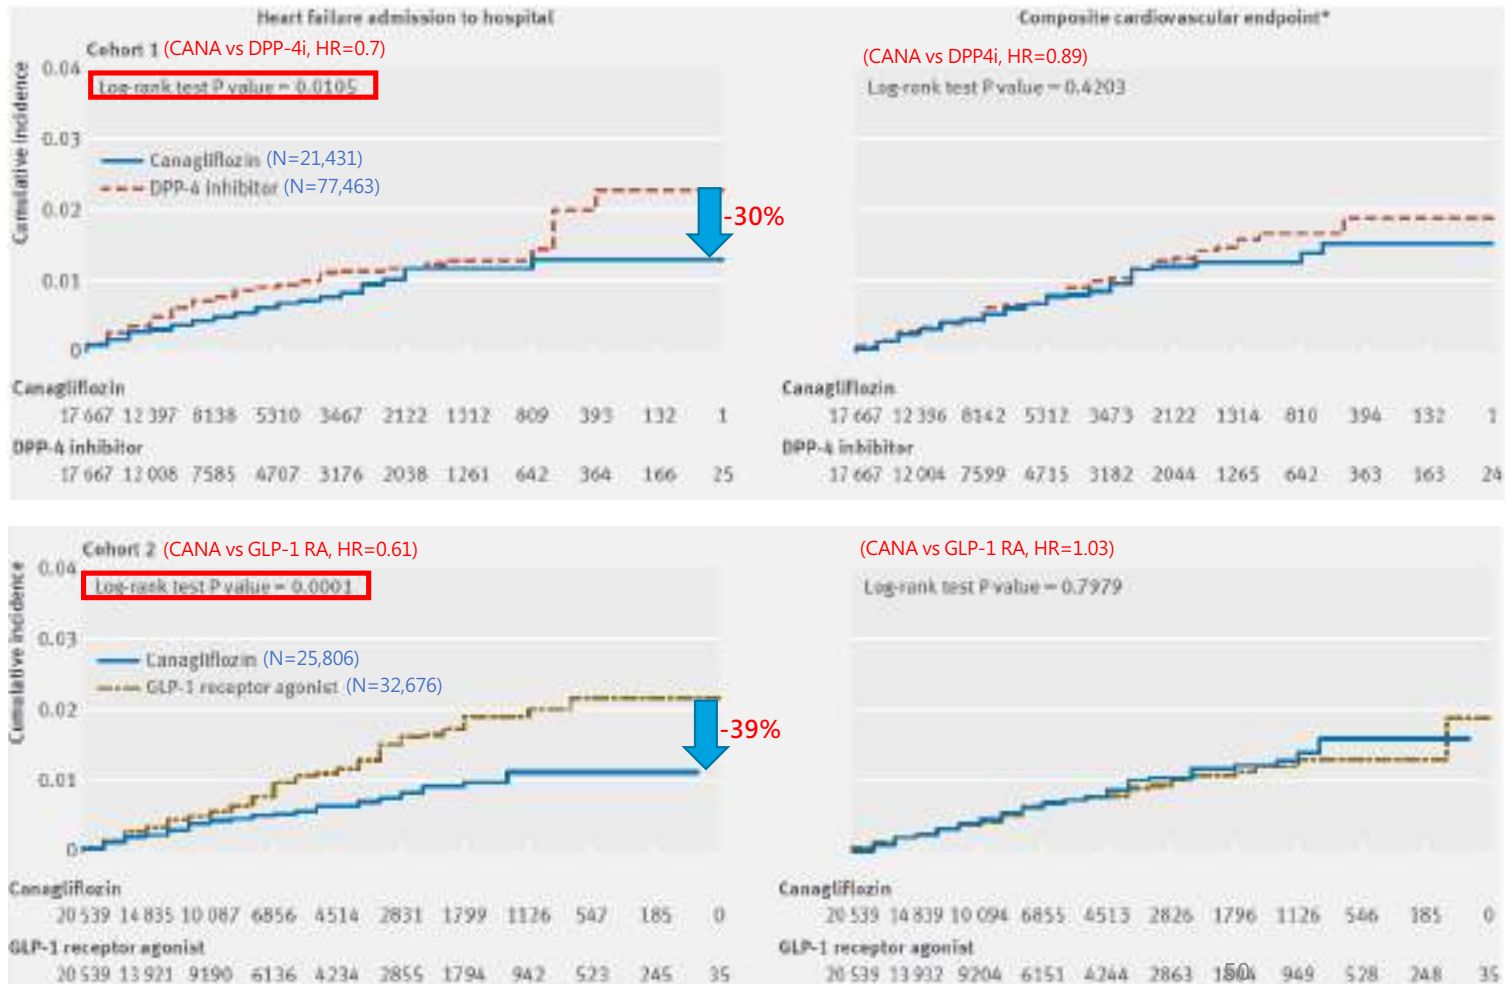 Heart failure admission to hospital
Composite cardiovascular endpoint*
Cohort 1 (CANA vs DPP-4i, HR=0.7)
(CANA vs DPP4i, HR=0.89)
Cumulative incidence
0.04
Log-rank test P value = 0.0105
Log-rank test P value = 0.4203
0.03
Canagliflozin (N=21,431)
DPP-4 inhibitor (N=77,463)
0.02
-30%
0.01
0
Canagliflozin
17 667 12 397 8138 5310 3467 2122 1312 809 393 132 1
DPP-4 inhibitor
17 667 12 008 7585 4707 3176 2038 1261 642 364 166 25
Canagliflozin
17 667 12 396 8142 5312 3473 2122 1314 810 394 132 1
DPP-4 inhibitor
17 667 12 004 7599 4715 3182 2044 1265 642 363 163 24
Cohort 2 (CANA vs GLP-1 RA, HR=0.61)
(CANA vs GLP-1 RA, HR=1.03)
Cumulative incidence
0.04
Log-rank test P value = 0.0001
Log-rank test P value = 0.7979
0.03
Canagliflozin (N=25,806)
GLP-1 receptor agonist (N=32,676)
0.02
-39%
0.01
0
Canagliflozin
20 539 14 835 10 087 6856 4514 2831 1799 1126 547 185 0
GLP-1 receptor agonist
20 539 13 921 9190 6136 4234 2855 1794 942 523 245 35
Canagliflozin
20 539 14 839 10 094 6855 4513 2826 1796 1126 546 185 0
GLP-1 receptor agonist
20 539 13 932 9204 6151 4244 2863 949 528 248 35
50